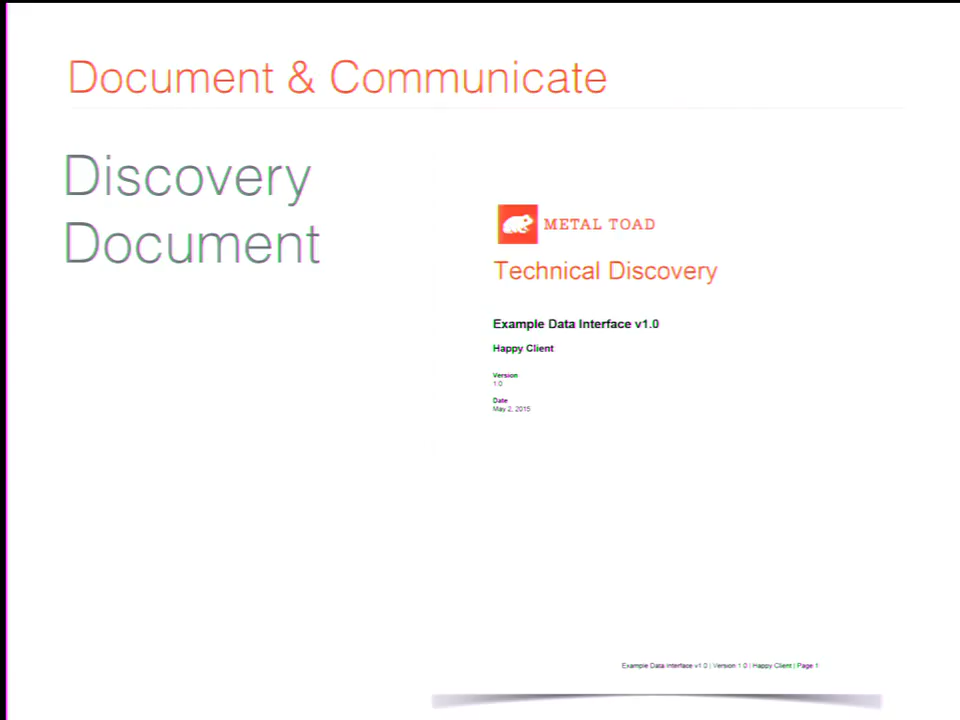 Document & Communicate
Discovery
Document
METAL TOAD
Technical Discovery
Example Data Interface v1.0
Happy Client
Version
1.0
Date
May 2, 2015
Example Data Interface v1.0 | Version 1.0 | Happy Client | Page 1